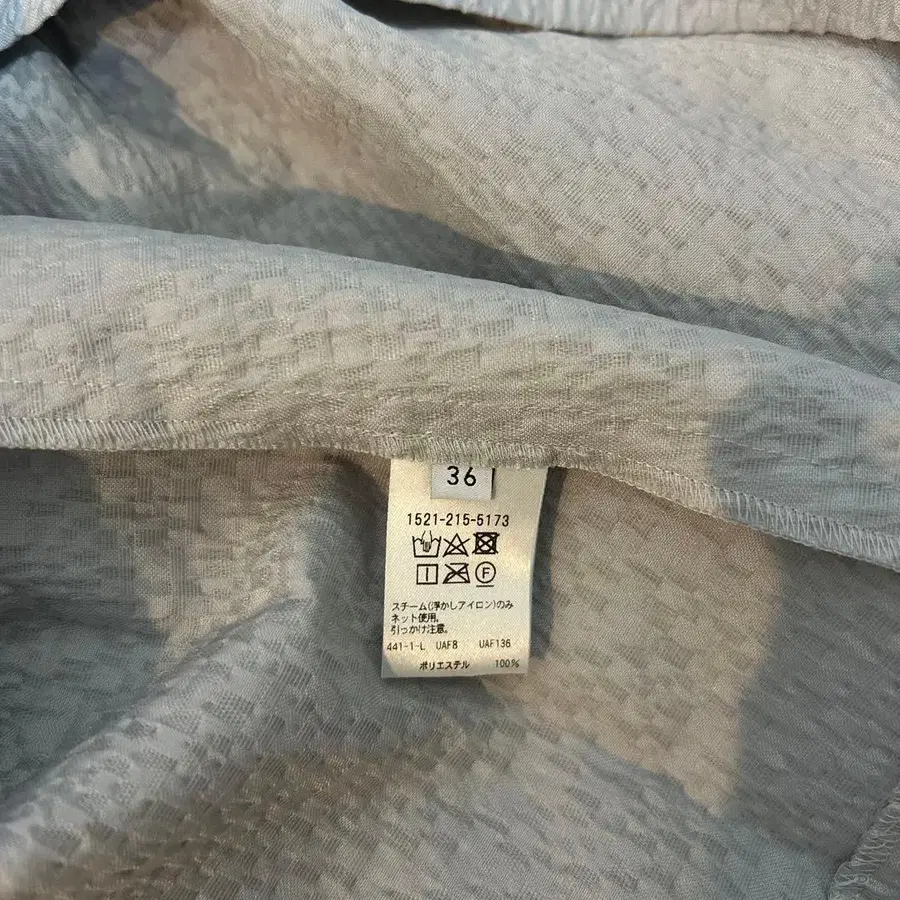 36
1521-215-5173
F
スチーム(浮かしアイロン)のみ
ネット使用。
引っかけ注意。
441-1-L UAF8 UAF136
ポリエステル 100%